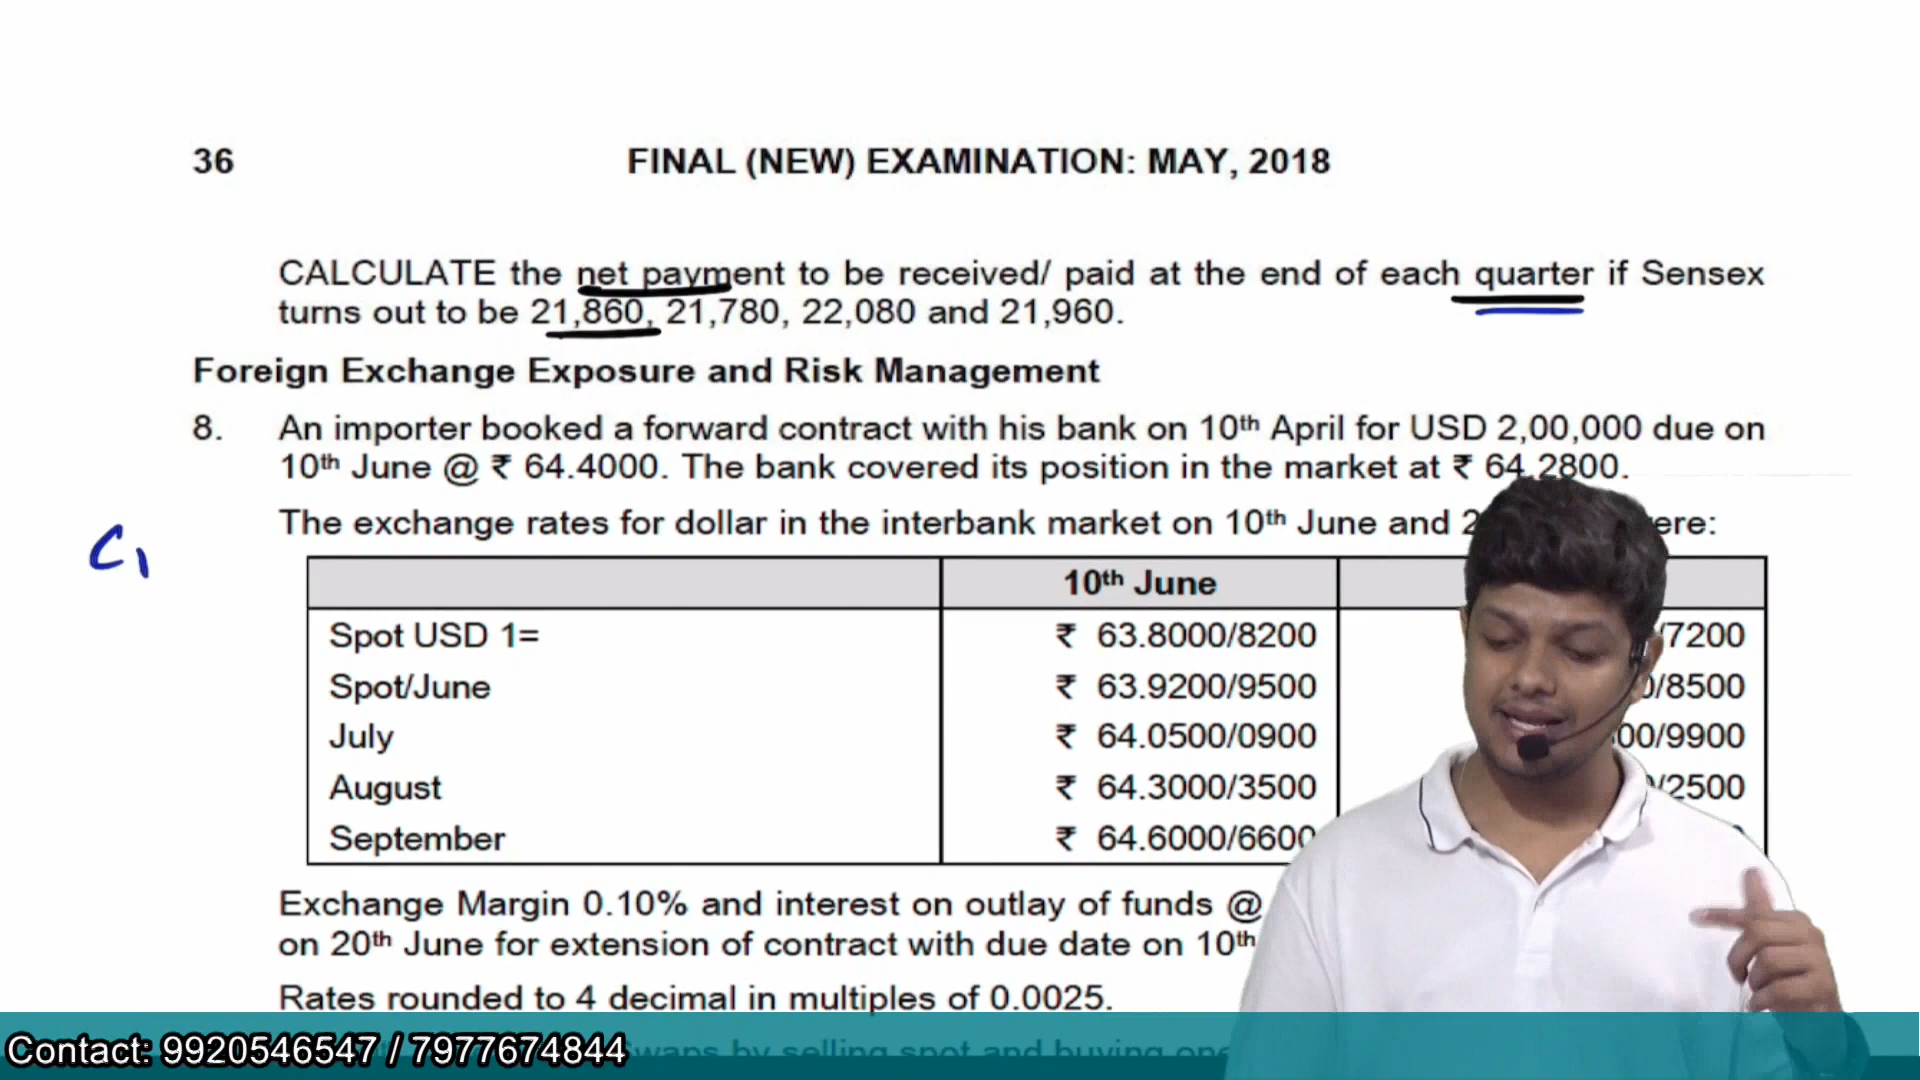 36 FINAL (NEW) EXAMINATION: MAY, 2018
CALCULATE the net payment to be received/ paid at the end of each quarter if Sensex
turns out to be 21,860, 21,780, 22,080 and 21,960.
Foreign Exchange Exposure and Risk Management
8. An importer booked a forward contract with his bank on 10th April for USD 2,00,000 due on
10th June @ ₹ 64.4000. The bank covered its position in the market at ₹ 64.2800.
The exchange rates for dollar in the interbank market on 10th June and
C1
10th June
Spot USD 1= ₹ 63.8000/8200 /7200
Spot/June ₹ 63.9200/9500 /8500
July ₹ 64.0500/0900 00/9900
August ₹ 64.3000/3500 /2500
September ₹ 64.6000/6600
Exchange Margin 0.10% and interest on outlay of funds @
on 20th June for extension of contract with due date on 10th
Rates rounded to 4 decimal in multiples of 0.0025.
Swaps by selling spot and buying one
Contact: 9920546547 / 7977674844